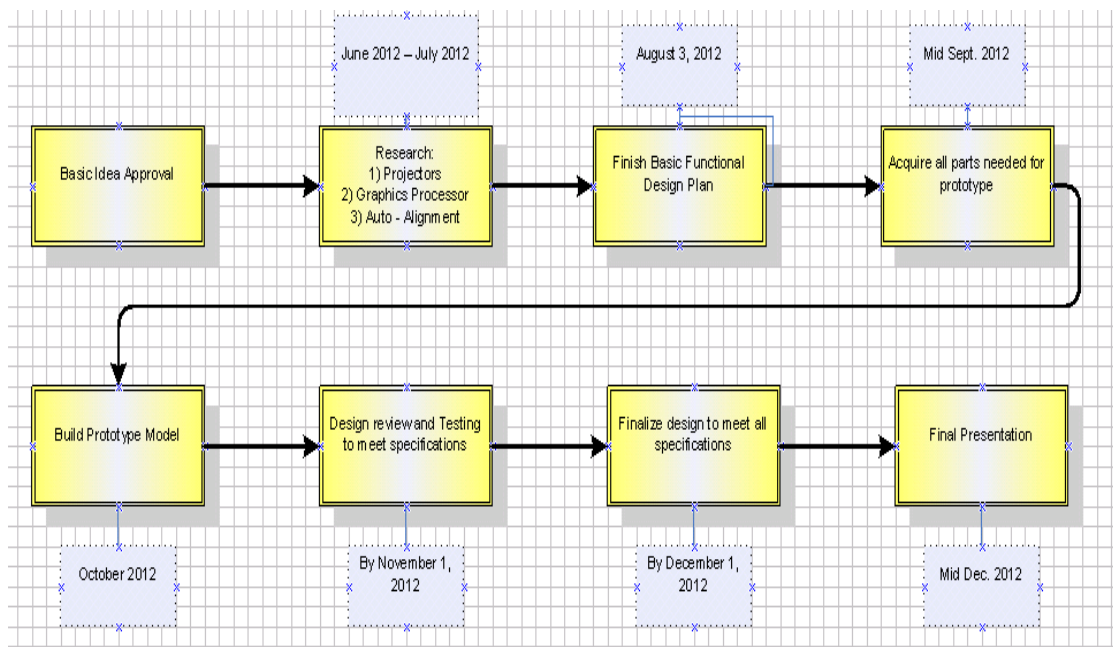 June 2012 – July 2012
August 3, 2012
Mid Sept. 2012
Basic Idea Approval
Research:
1) Projectors
2) Graphics Processor
3) Auto - Alignment
Finish Basic Functional
Design Plan
Acquire all parts needed for
prototype
Build Prototype Model
Design review and Testing
to meet specifications
Finalize design to meet all
specifications
Final Presentation
October 2012
By November 1,
2012
By December 1,
2012
Mid Dec. 2012